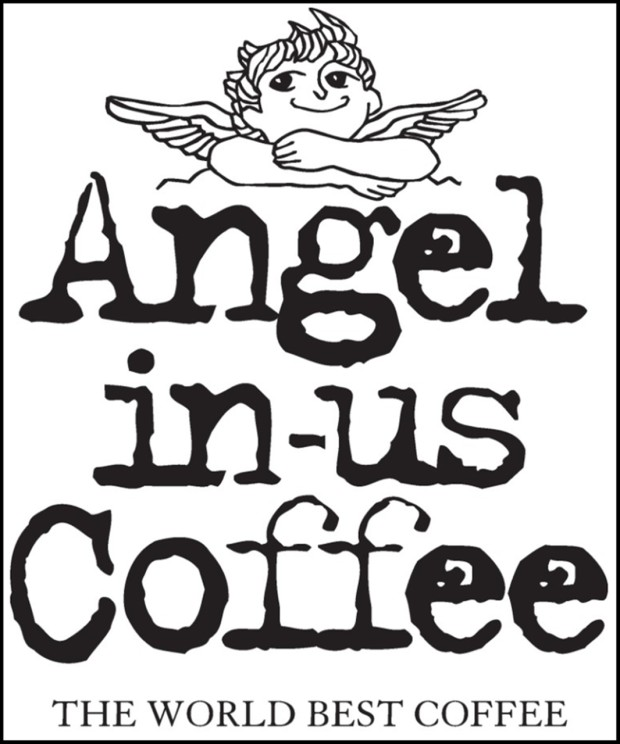 Angel
in-us
Coffee
THE WORLD BEST COFFEE